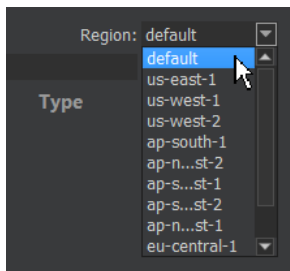 Region: default
default
us-east-1
Type
us-west-1
us-west-2
ap-south-1
ap-n...st-2
ap-s...st-1
ap-s...st-2
ap-n...st-1
eu-central-1